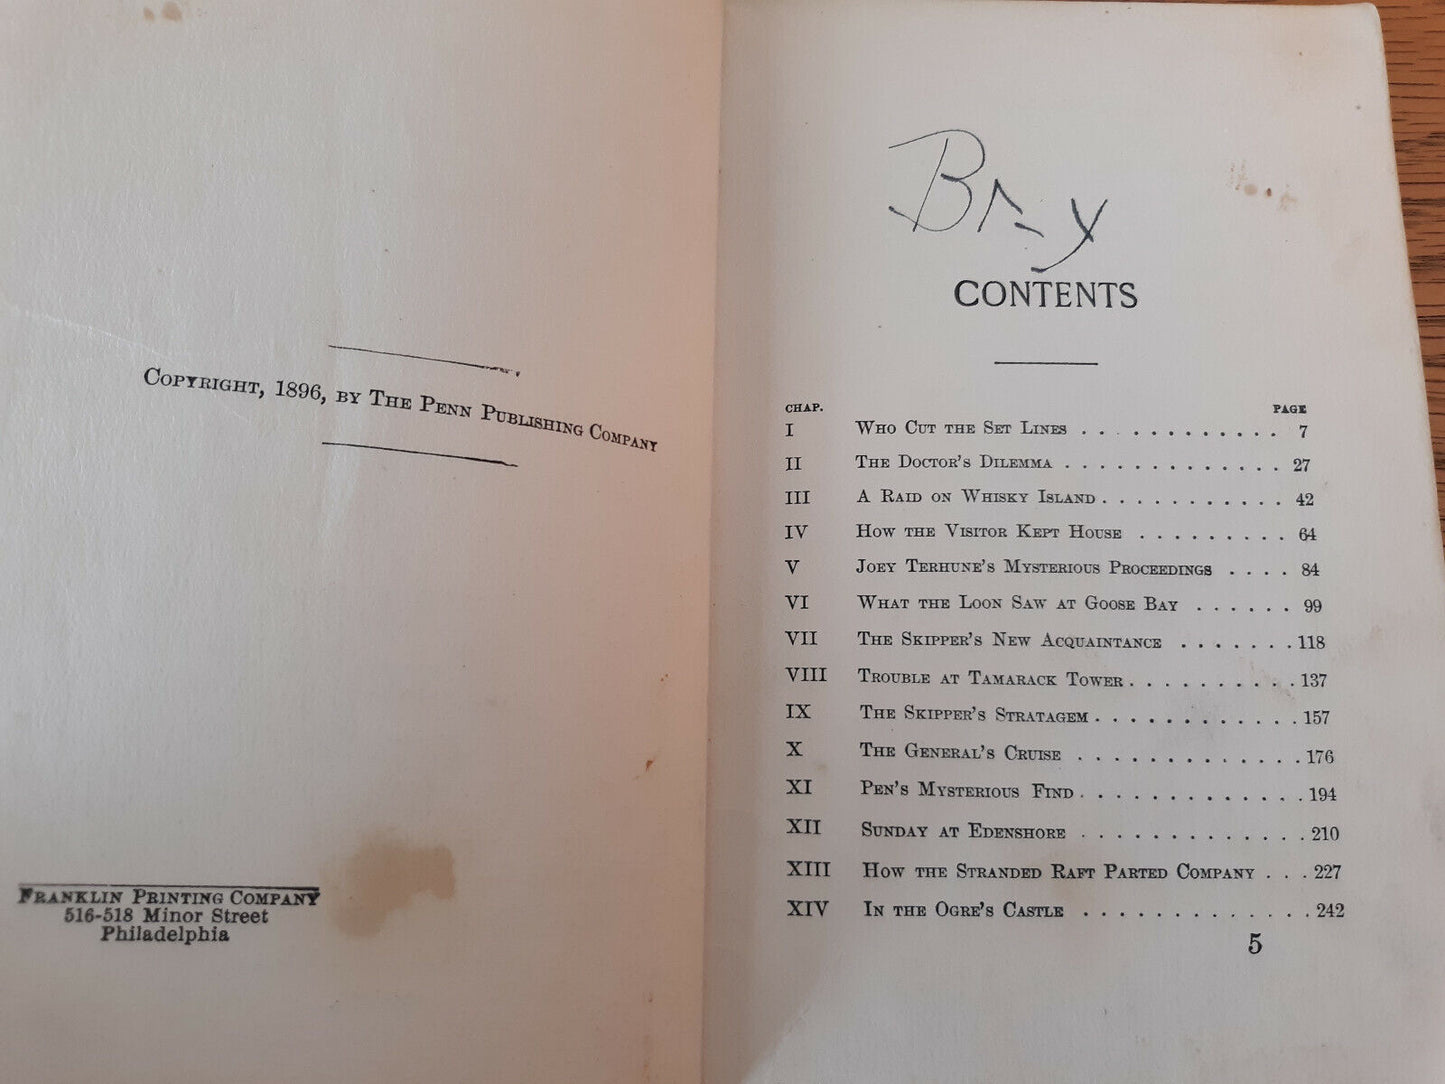 COPYRIGHT, 1896, BY THE PENN PUBLISHING COMPANY
FRANKLIN PRINTING COMPANY
516-518 Minor Street
Philadelphia
CONTENTS
CHAP. PAGE
I WHO CUT THE SET LINES . . . . . . . . . . . . 7
II THE DOCTOR'S DILEMMA . . . . . . . . . . . . . 27
III A RAID ON WHISKY ISLAND . . . . . . . . . . . 42
IV HOW THE VISITOR KEPT HOUSE . . . . . . . . . 64
V JOEY TERHUNE'S MYSTERIOUS PROCEEDINGS . . . . 84
VI WHAT THE LOON SAW AT GOOSE BAY . . . . . . 99
VII THE SKIPPER'S NEW ACQUAINTANCE . . . . . . . 118
VIII TROUBLE AT TAMARACK TOWER . . . . . . . . . . 137
IX THE SKIPPER'S STRATAGEM . . . . . . . . . . . . 157
X THE GENERAL'S CRUISE . . . . . . . . . . . . . 176
XI PEN'S MYSTERIOUS FIND . . . . . . . . . . . . . 194
XII SUNDAY AT EDENSHORE . . . . . . . . . . . . . 210
XIII HOW THE STRANDED RAFT PARTED COMPANY . . . 227
XIV IN THE OGRE'S CASTLE . . . . . . . . . . . . . 242
5